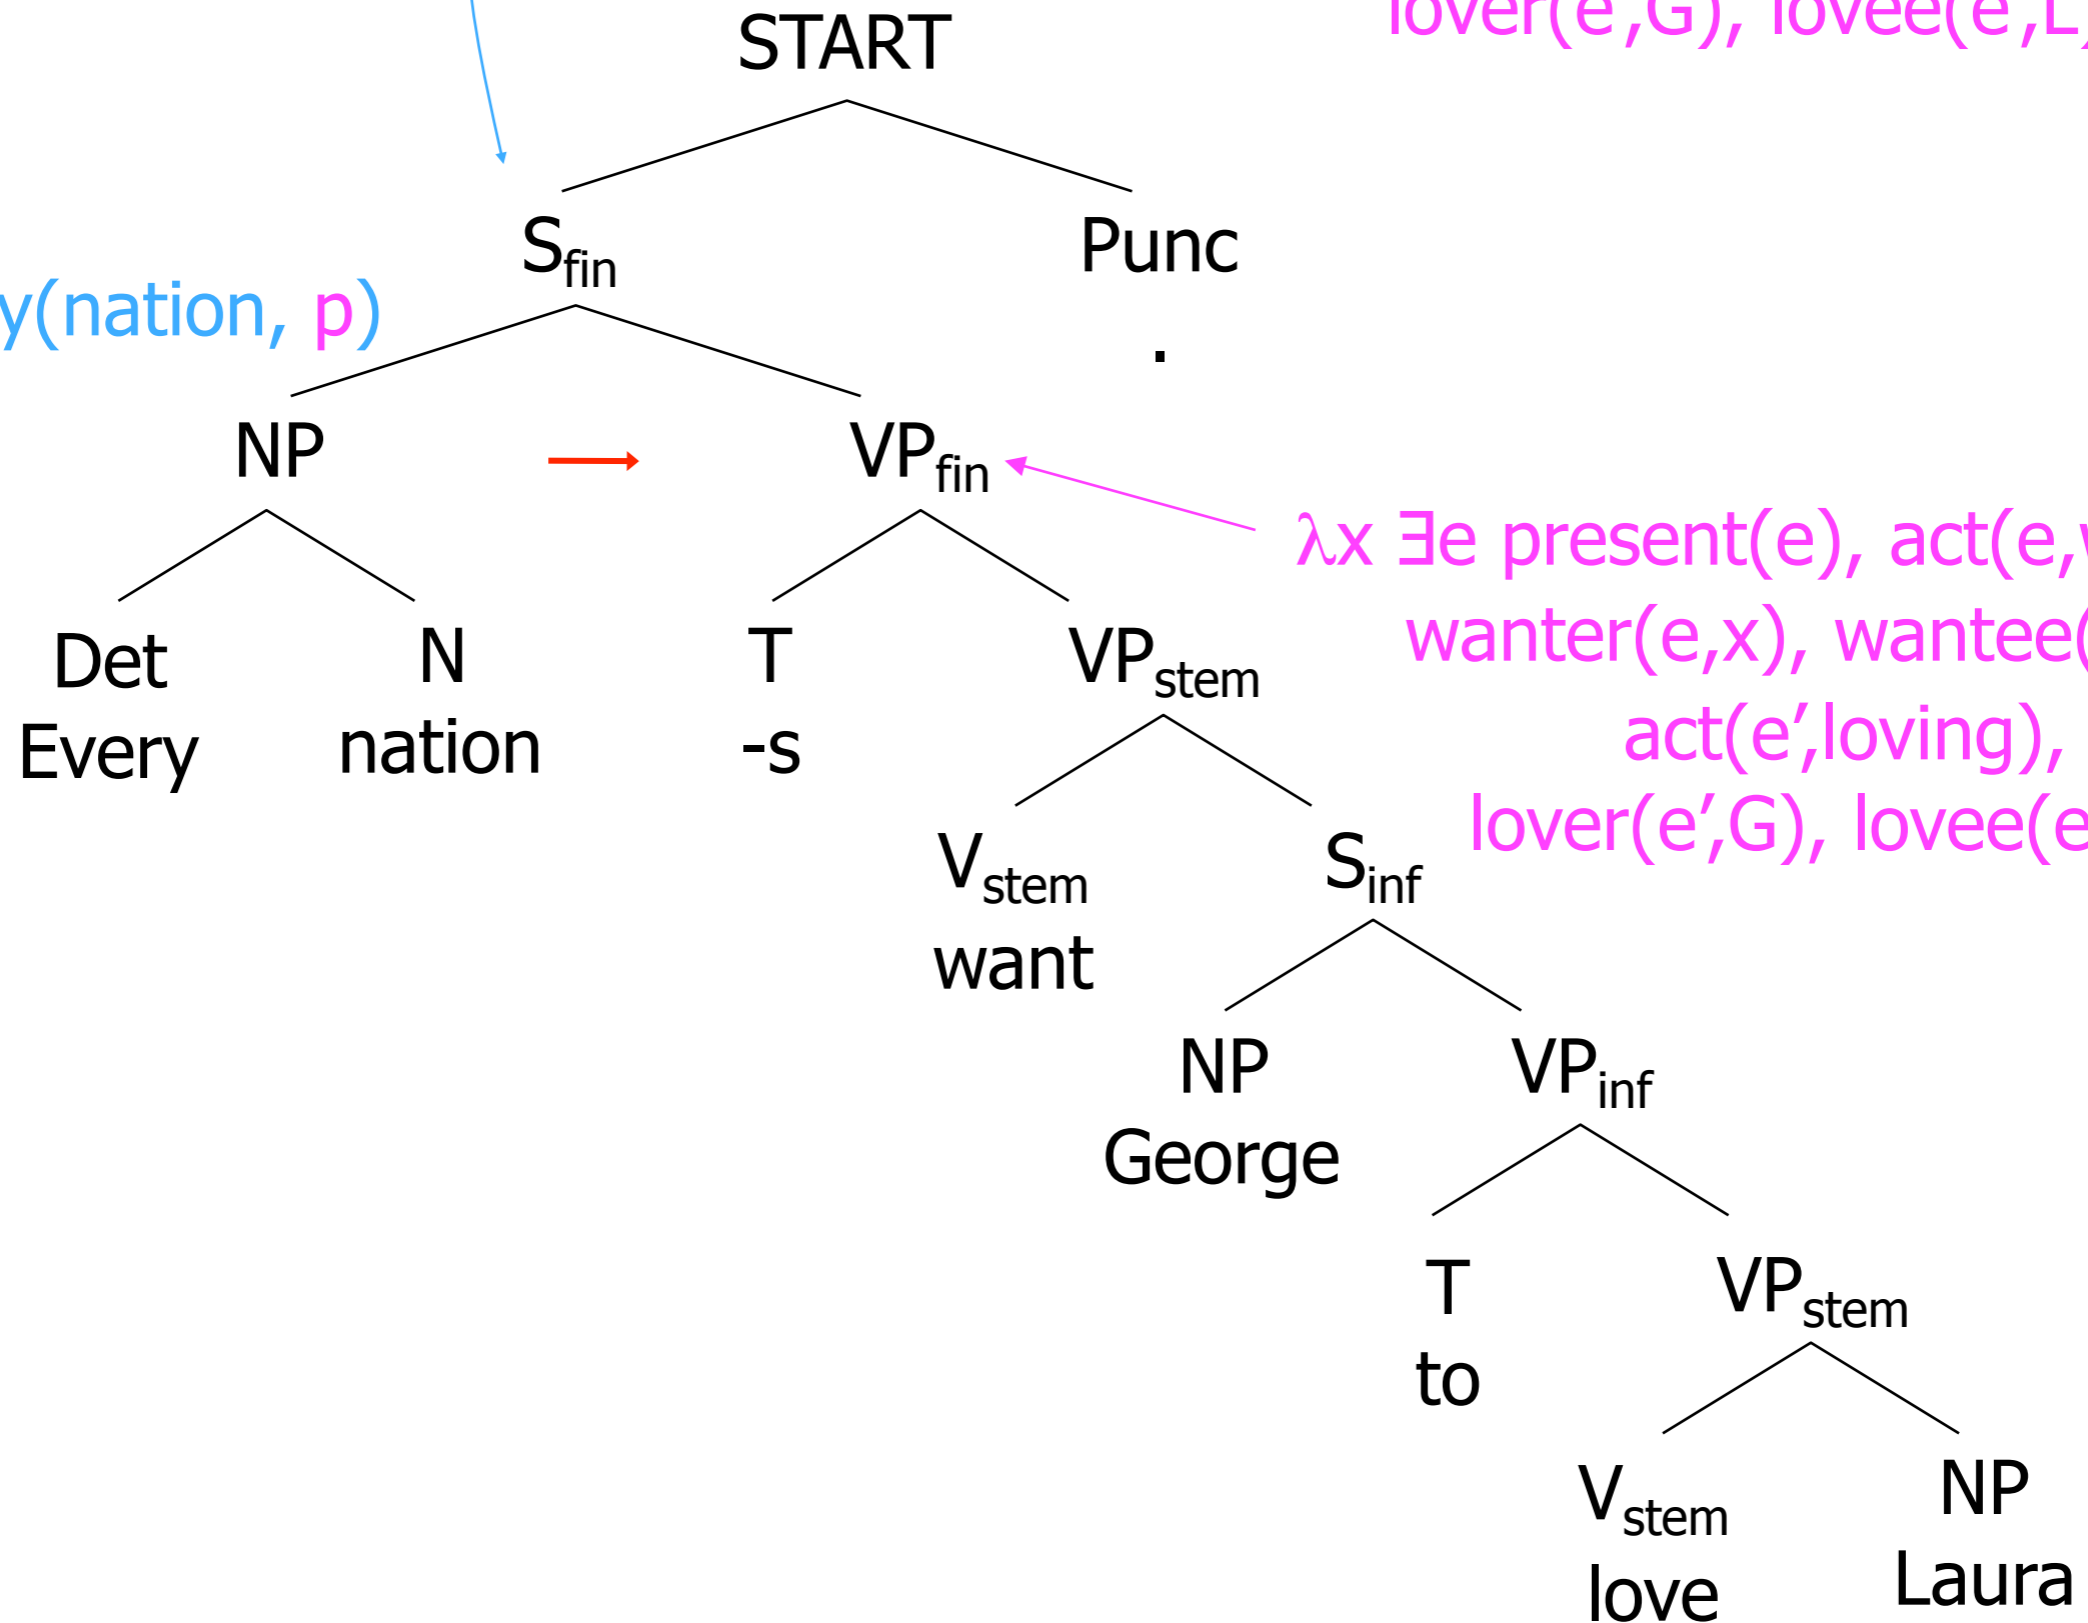 lover(e′,G), lovee(e′,L)
START
Sfin
Punc
y(nation, p)
.
NP
VPfin
λx ∃e present(e), act(e,
Det
N
T
VPstem
wanter(e,x), wantee(
Every
nation
-s
act(e′,loving),
lover(e′,G), lovee(e
Vstem
Sinf
want
NP
VPinf
George
T
VPstem
to
Vstem
NP
love
Laura